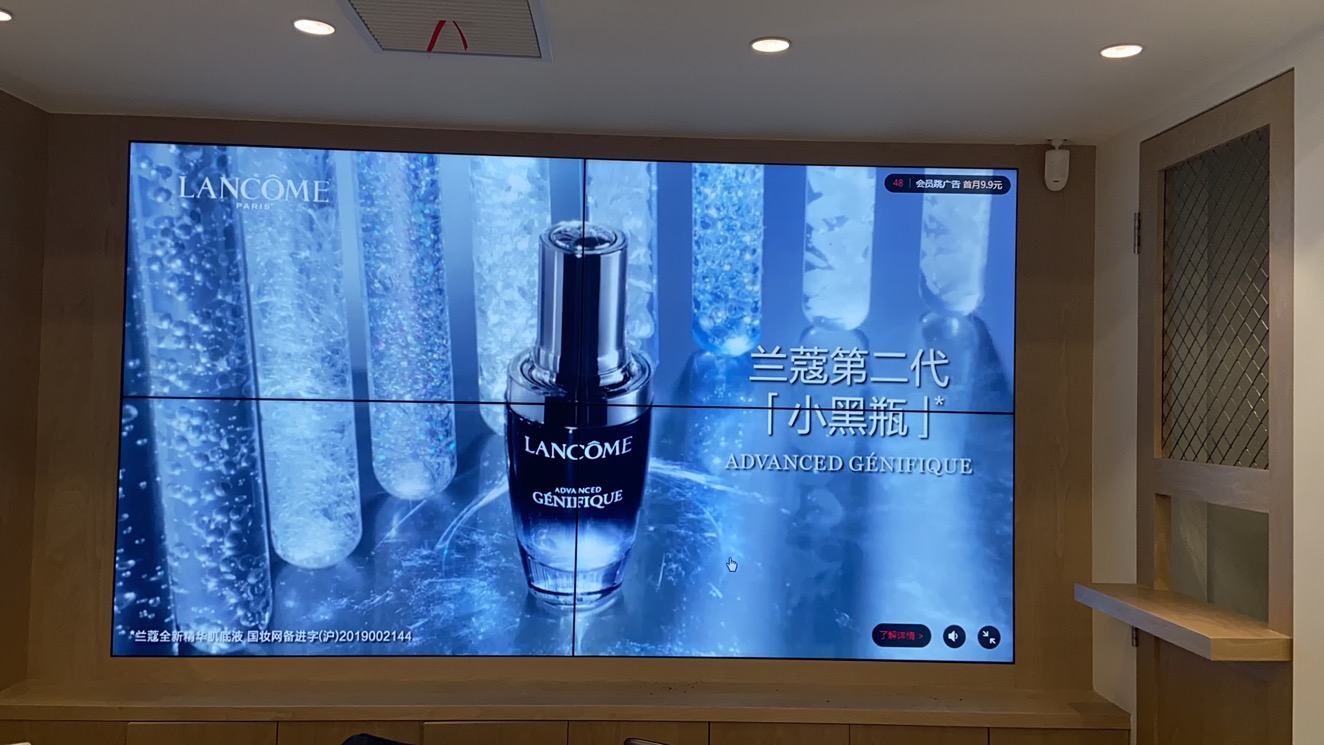 LANCÔME
PARIS
48 | 会员跳广告 首月9.9元
兰蔻第二代
「小黑瓶」*
ADVANCED GÉNIFIQUE
LANCÔME
ADVANCED
GÉNIFIQUE
兰蔻全新精华肌底液 国妆网备进字(沪)2019002144
了解详情 >